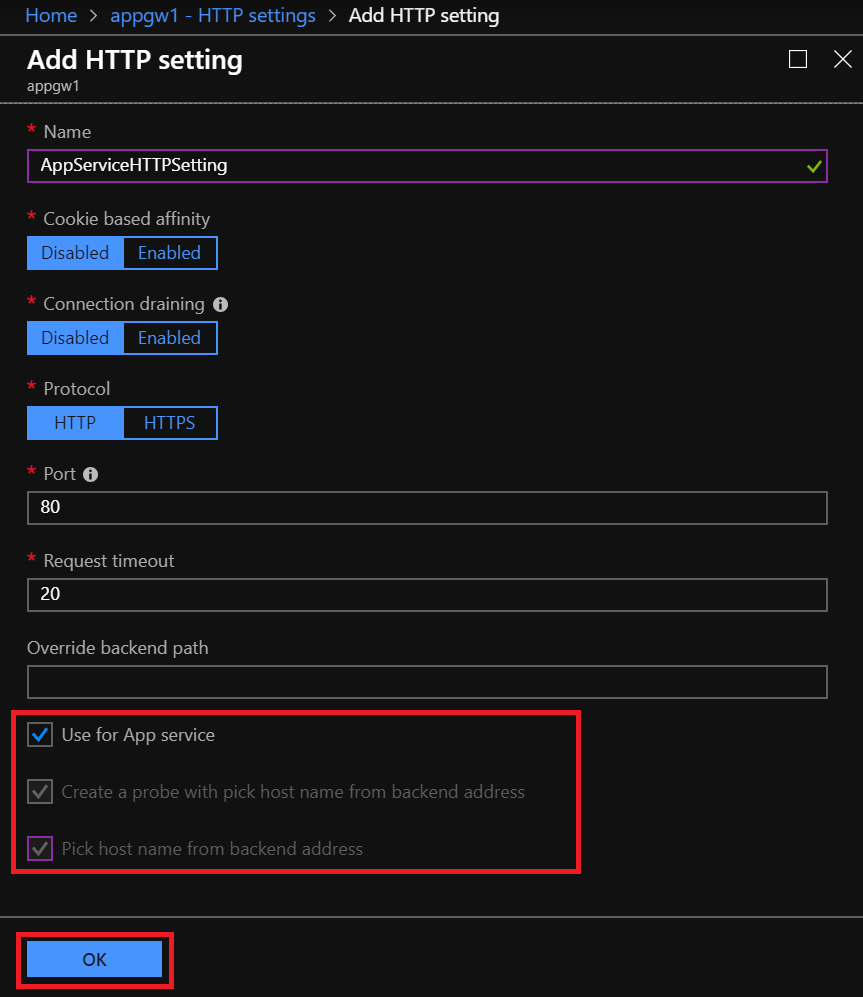 Home > appgw1 - HTTP settings > Add HTTP setting
Add HTTP setting
appgw1
* Name
AppServiceHTTPSetting
* Cookie based affinity
Disabled Enabled
* Connection draining
Disabled Enabled
* Protocol
HTTP HTTPS
* Port
80
* Request timeout
20
Override backend path
Use for App service
Create a probe with pick host name from backend address
Pick host name from backend address
OK